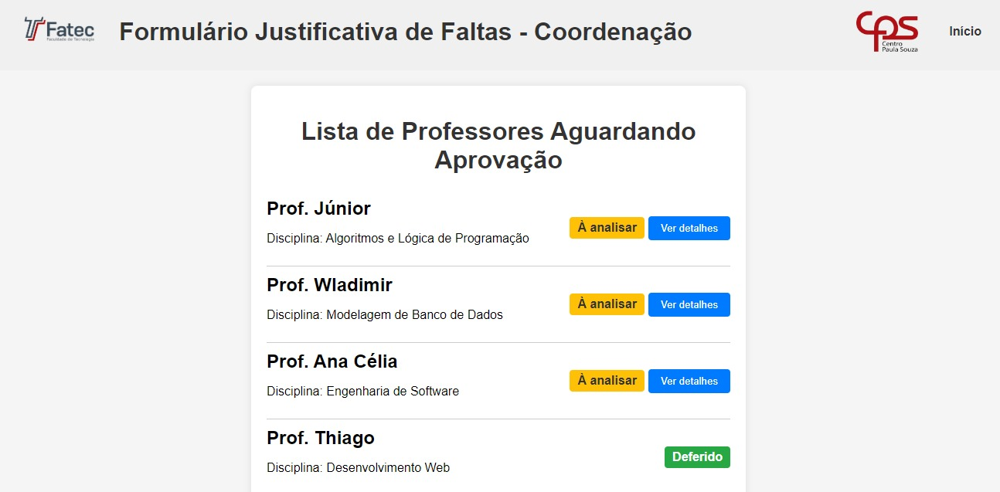 Fatec
Faculdade de Tecnologia
Formulário Justificativa de Faltas - Coordenação
CPS
Centro
Paula Souza
Início
Lista de Professores Aguardando
Aprovação
Prof. Júnior
Disciplina: Algoritmos e Lógica de Programação
À analisar
Ver detalhes
Prof. Wladimir
Disciplina: Modelagem de Banco de Dados
À analisar
Ver detalhes
Prof. Ana Célia
Disciplina: Engenharia de Software
À analisar
Ver detalhes
Prof. Thiago
Disciplina: Desenvolvimento Web
Deferido